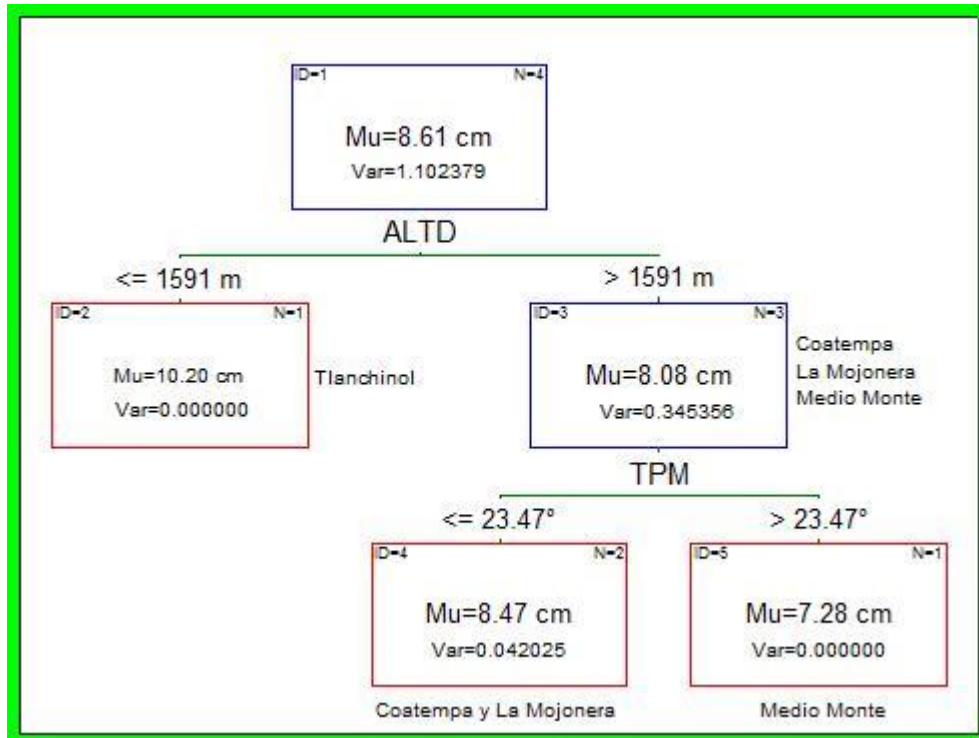 ID=1 N=4
Mu=8.61 cm
Var=1.102379
ALTD
<= 1591 m > 1591 m
ID=2 N=1
Mu=10.20 cm
Var=0.000000
Tlanchinol
ID=3 N=3
Mu=8.08 cm
Var=0.345356
Coatempa
La Mojonera
Medio Monte
TPM
<= 23.47° > 23.47°
ID=4 N=2
Mu=8.47 cm
Var=0.042025
Coatempa y La Mojonera
ID=5 N=1
Mu=7.28 cm
Var=0.000000
Medio Monte